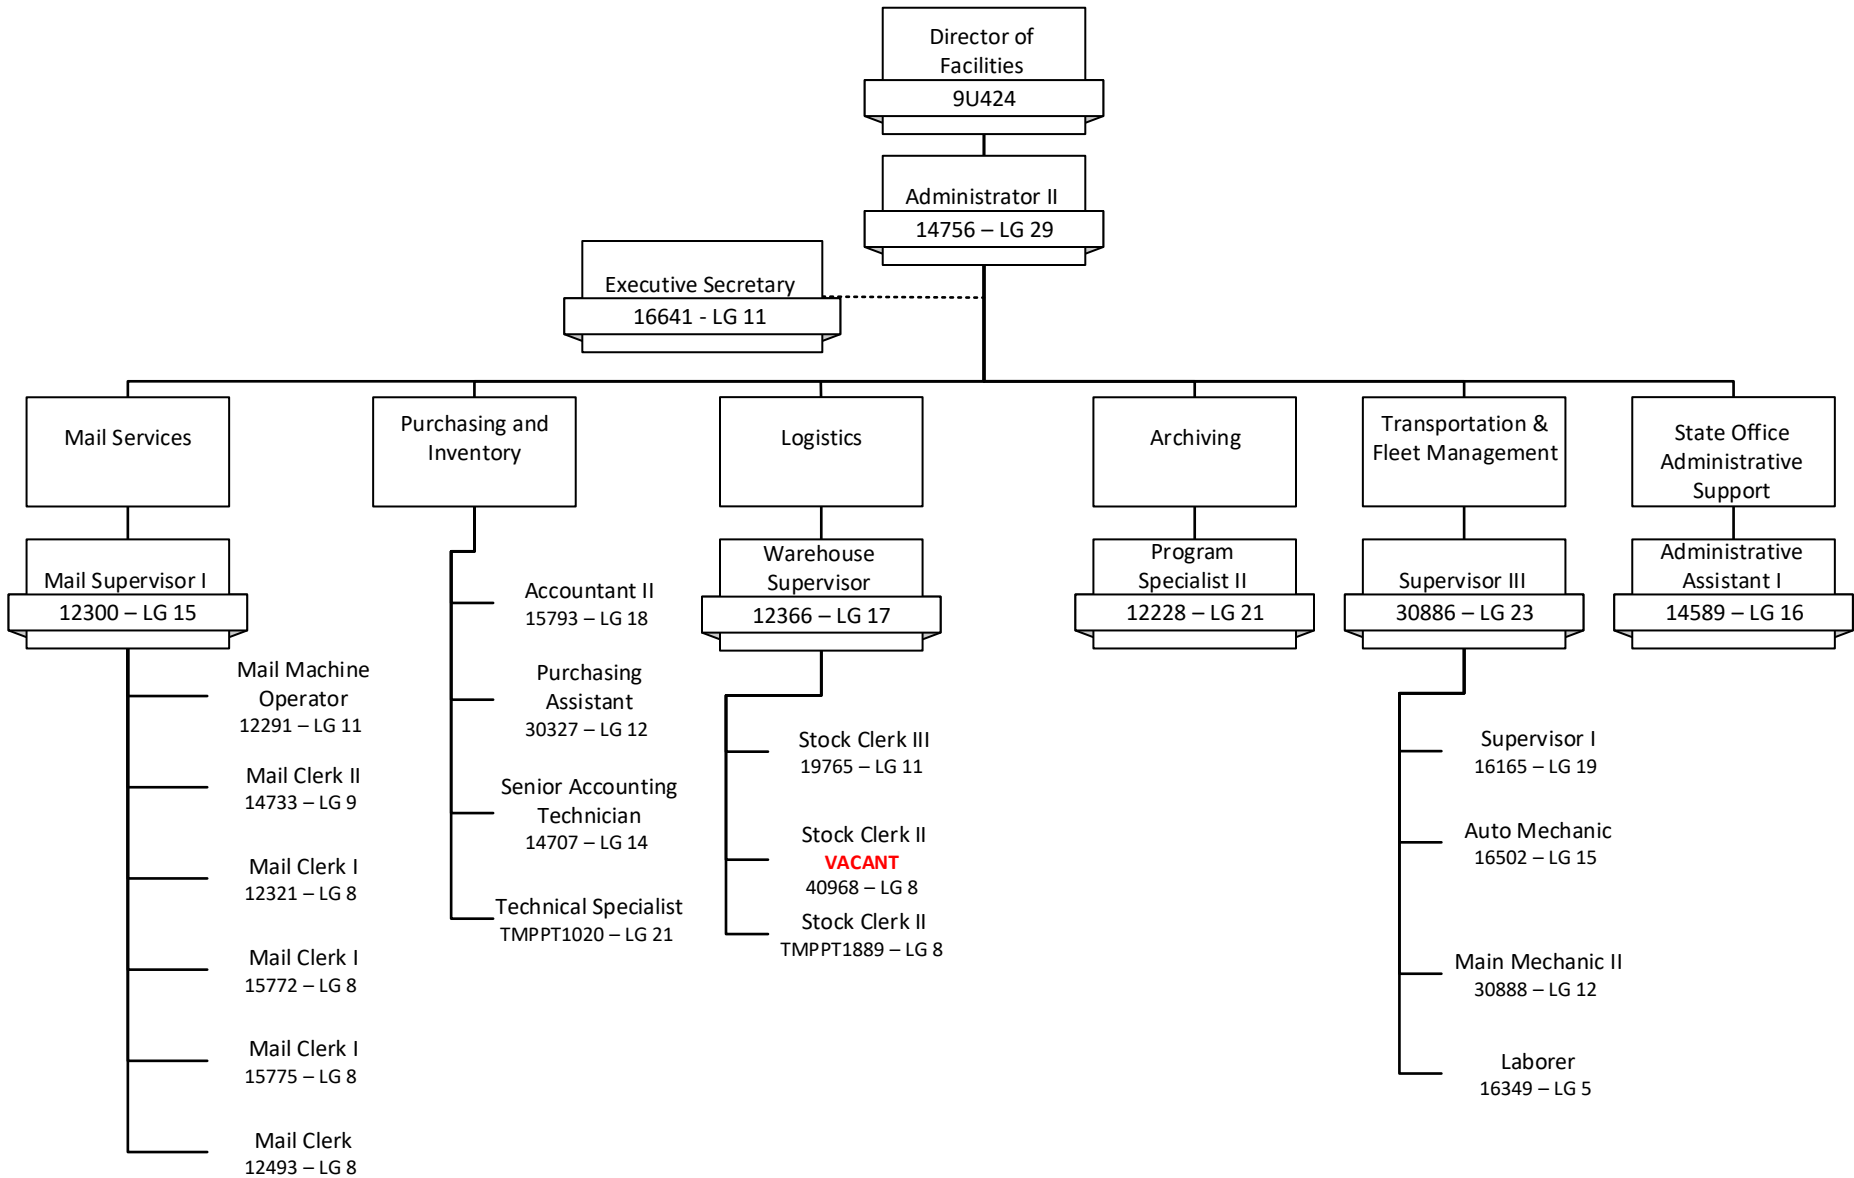 Director of
Facilities
9U424
Administrator II
14756 – LG 29
Executive Secretary
16641 - LG 11
Mail Services
Purchasing and
Inventory
Logistics
Archiving
Transportation &
Fleet Management
State Office
Administrative
Support
Mail Supervisor I
12300 – LG 15
Mail Machine
Operator
12291 – LG 11
Mail Clerk II
14733 – LG 9
Mail Clerk I
12321 – LG 8
Mail Clerk I
15772 – LG 8
Mail Clerk I
15775 – LG 8
Mail Clerk
12493 – LG 8
Accountant II
15793 – LG 18
Purchasing
Assistant
30327 – LG 12
Senior Accounting
Technician
14707 – LG 14
Technical Specialist
TMPPT1020 – LG 21
Warehouse
Supervisor
12366 – LG 17
Stock Clerk III
19765 – LG 11
Stock Clerk II
VACANT
40968 – LG 8
Stock Clerk II
TMPPT1889 – LG 8
Program
Specialist II
12228 – LG 21
Supervisor III
30886 – LG 23
Supervisor I
16165 – LG 19
Auto Mechanic
16502 – LG 15
Main Mechanic II
30888 – LG 12
Laborer
16349 – LG 5
Administrative
Assistant I
14589 – LG 16